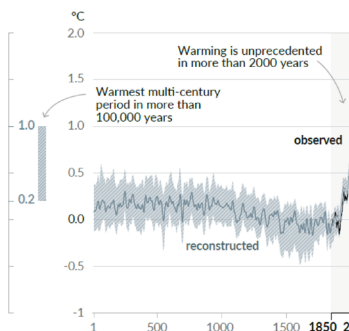 °C
2.0
Warming is unprecedented
in more than 2000 years
1.5
Warmest multi-century
period in more than
100,000 years
1.0
1.0
observed
0.5
0.2
0.0
reconstructed
-0.5
-1
1 500 1000 1500 1850 2